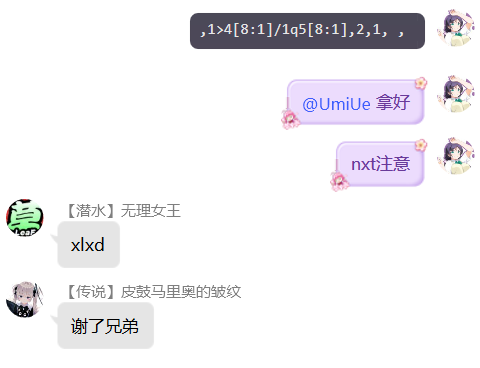 ,1>4[8:1]/1q5[8:1],2,1, ,
@UmiUe 拿好
nxt注意
【潜水】无理女王
xlxd
【传说】皮鼓马里奥的皱纹
谢了兄弟